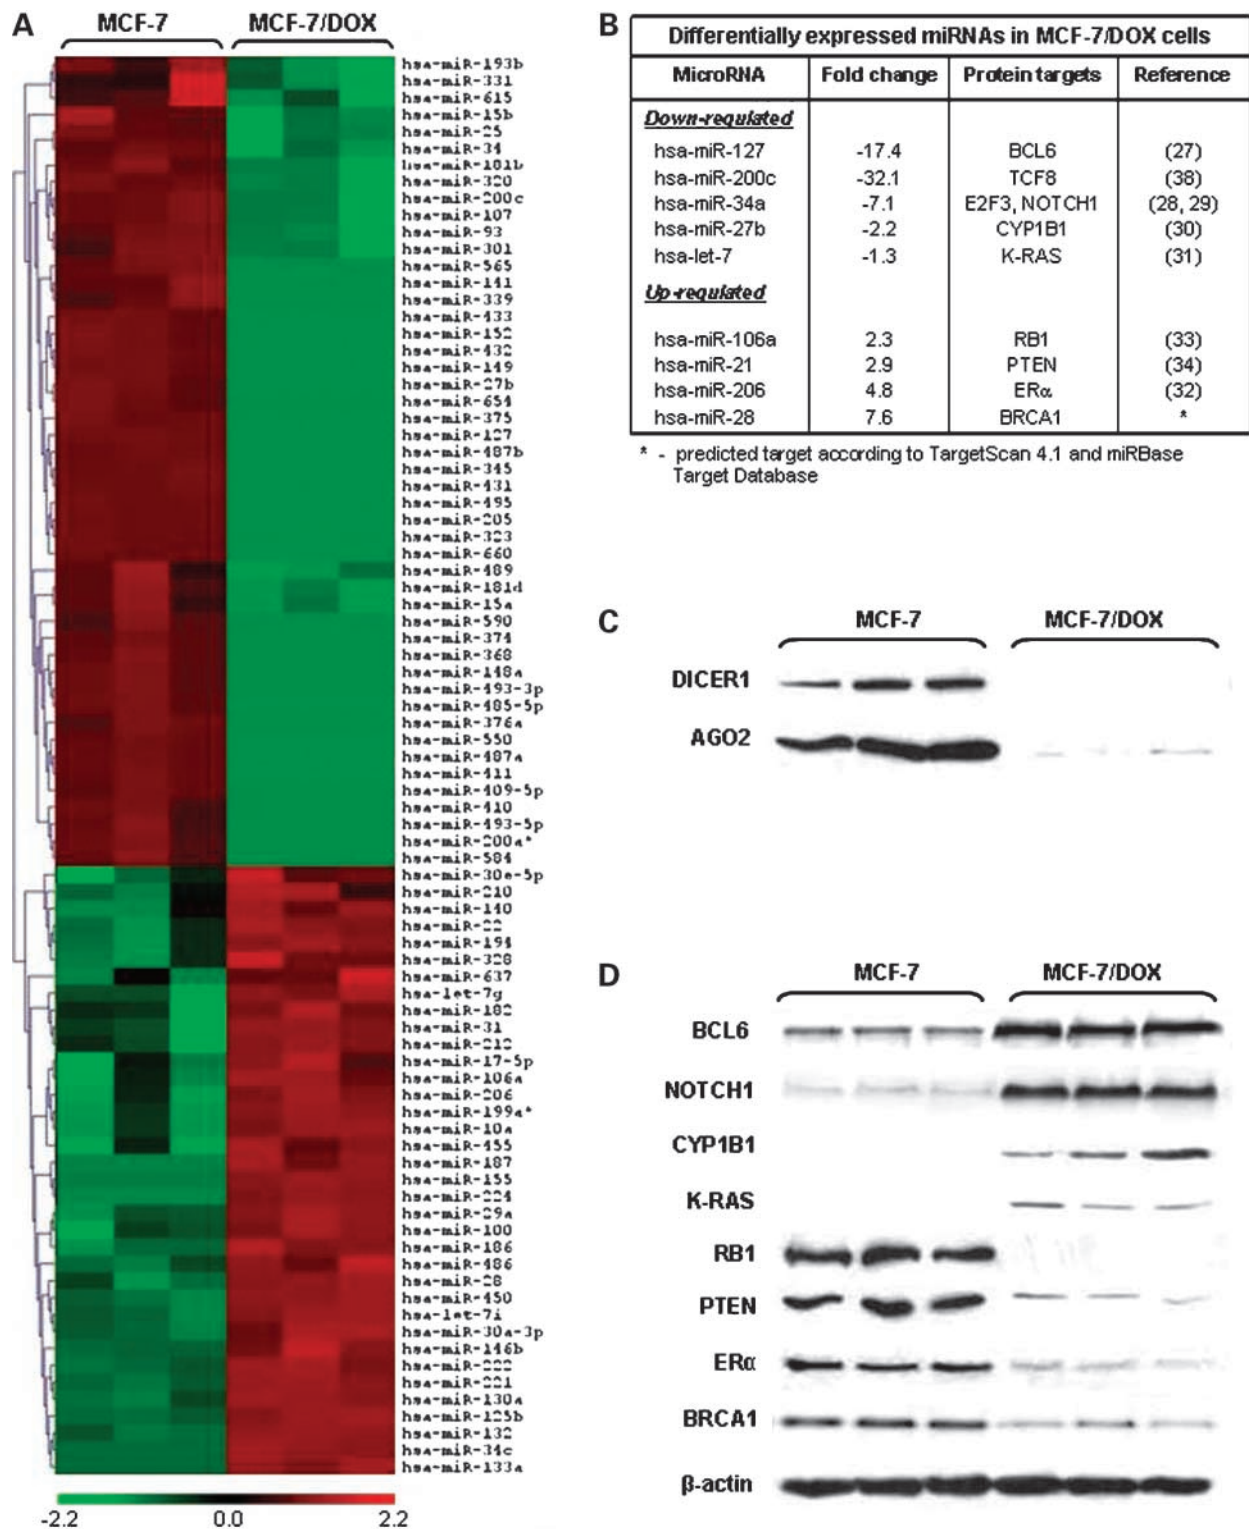 A
MCF-7
MCF-7/DOX
hsa-miR-193b
hsa-miR-331
hsa-miR-615
hsa-miR-15b
hsa-miR-25
hsa-miR-34
hsa-miR-181b
hsa-miR-320
hsa-miR-200c
hsa-miR-107
hsa-miR-93
hsa-miR-301
hsa-miR-565
hsa-miR-141
hsa-miR-339
hsa-miR-433
hsa-miR-152
hsa-miR-432
hsa-miR-149
hsa-miR-27b
hsa-miR-654
hsa-miR-375
hsa-miR-127
hsa-miR-487b
hsa-miR-345
hsa-miR-431
hsa-miR-495
hsa-miR-205
hsa-miR-323
hsa-miR-660
hsa-miR-489
hsa-miR-181d
hsa-miR-15a
hsa-miR-590
hsa-miR-374
hsa-miR-368
hsa-miR-148a
hsa-miR-493-3p
hsa-miR-485-5p
hsa-miR-376a
hsa-miR-550
hsa-miR-487a
hsa-miR-411
hsa-miR-409-5p
hsa-miR-410
hsa-miR-493-5p
hsa-miR-200a*
hsa-miR-584
hsa-miR-30e-5p
hsa-miR-210
hsa-miR-140
hsa-miR-22
hsa-miR-194
hsa-miR-328
hsa-miR-637
hsa-let-7g
hsa-miR-182
hsa-miR-31
hsa-miR-212
hsa-miR-17-5p
hsa-miR-106a
hsa-miR-206
hsa-miR-199a*
hsa-miR-10a
hsa-miR-455
hsa-miR-187
hsa-miR-155
hsa-miR-224
hsa-miR-29a
hsa-miR-100
hsa-miR-186
hsa-miR-486
hsa-miR-28
hsa-miR-450
hsa-let-7i
hsa-miR-30a-3p
hsa-miR-146b
hsa-miR-222
hsa-miR-221
hsa-miR-130a
hsa-miR-125b
hsa-miR-132
hsa-miR-34c
hsa-miR-133a
-2.2 0.0 2.2
B
Differentially expressed miRNAs in MCF-7/DOX cells
MicroRNA Fold change Protein targets Reference
Down-regulated
hsa-miR-127 -17.4 BCL6 (27)
hsa-miR-200c -32.1 TCF8 (38)
hsa-miR-34a -7.1 E2F3, NOTCH1 (28, 29)
hsa-miR-27b -2.2 CYP1B1 (30)
hsa-let-7 -1.3 K-RAS (31)
Up-regulated
hsa-miR-106a 2.3 RB1 (33)
hsa-miR-21 2.9 PTEN (34)
hsa-miR-206 4.8 ERα (32)
hsa-miR-28 7.6 BRCA1 *
* - predicted target according to TargetScan 4.1 and miRBase
Target Database
C
MCF-7 MCF-7/DOX
DICER1
AGO2
D
MCF-7 MCF-7/DOX
BCL6
NOTCH1
CYP1B1
K-RAS
RB1
PTEN
ERα
BRCA1
β-actin